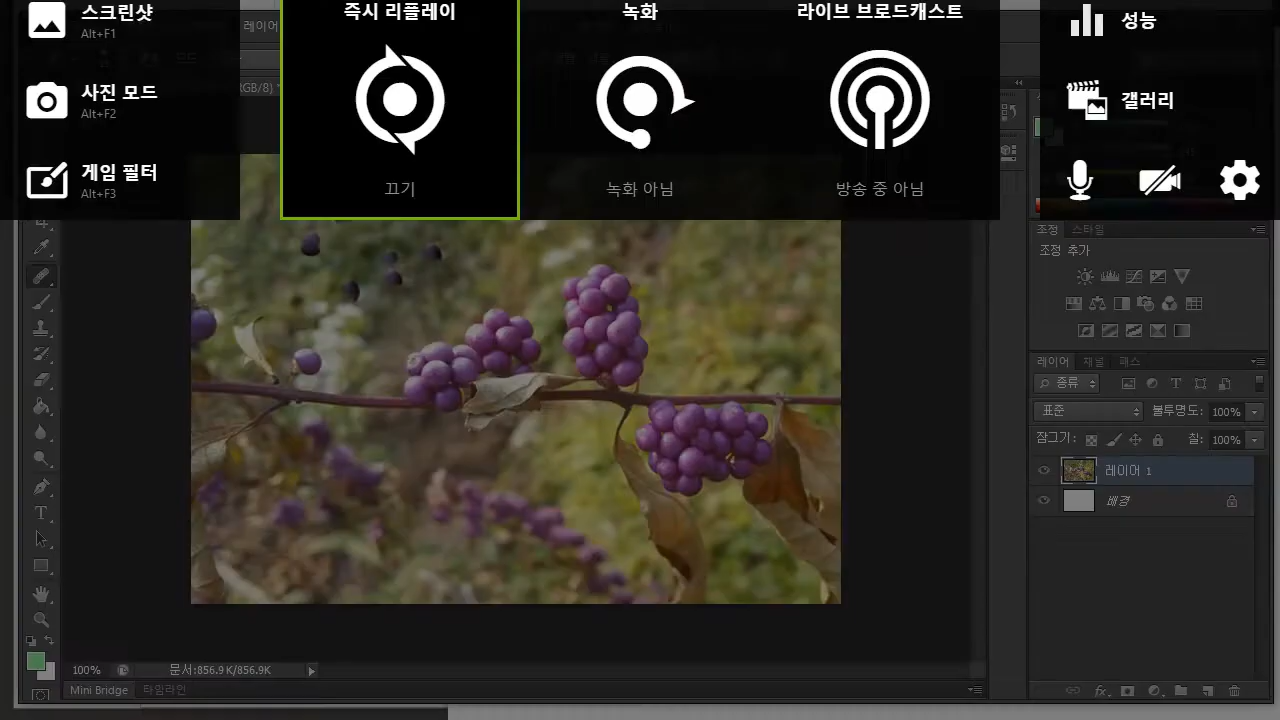 스크린샷
Alt+F1
사진 모드
Alt+F2
게임 필터
Alt+F3
즉시 리플레이
끄기
녹화
녹화 아님
라이브 브로드캐스트
방송 중 아님
성능
갤러리
레이어
모드
RGB/8) *
조정 스타일
조정 추가
레이어 채널 패스
종류
표준 불투명도: 100%
잠그기: 칠: 100%
레이어 1
배경
fx
100% 문서:856.9K/856.9K
Mini Bridge 타임라인